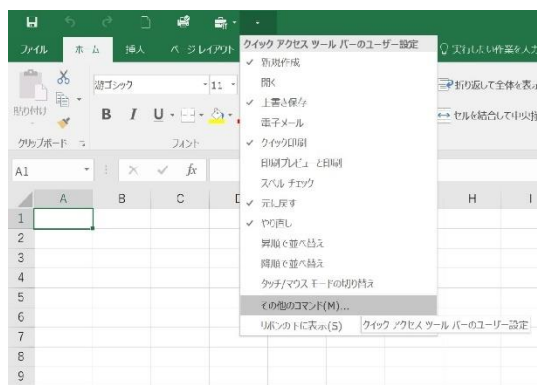 ファイル ホーム 挿入 ページ レイアウト
クイック アクセス ツール バーのユーザー設定
実行したい作業を入力
新規作成
開く
上書き保存
電子メール
クイック印刷
印刷プレビューと印刷
スペル チェック
元に戻す
やり直し
昇順で並べ替え
降順で並べ替え
タッチ/マウス モードの切り替え
その他のコマンド(M)...
リボンの下に表示(S)
クイック アクセス ツール バーのユーザー設定
游ゴシック 11
折り返して全体を表示
貼り付け
B I U
セルを結合して中央揃
クリップボード フォント
A1 fx
A B C H I
1
2
3
4
5
6
7
8
9